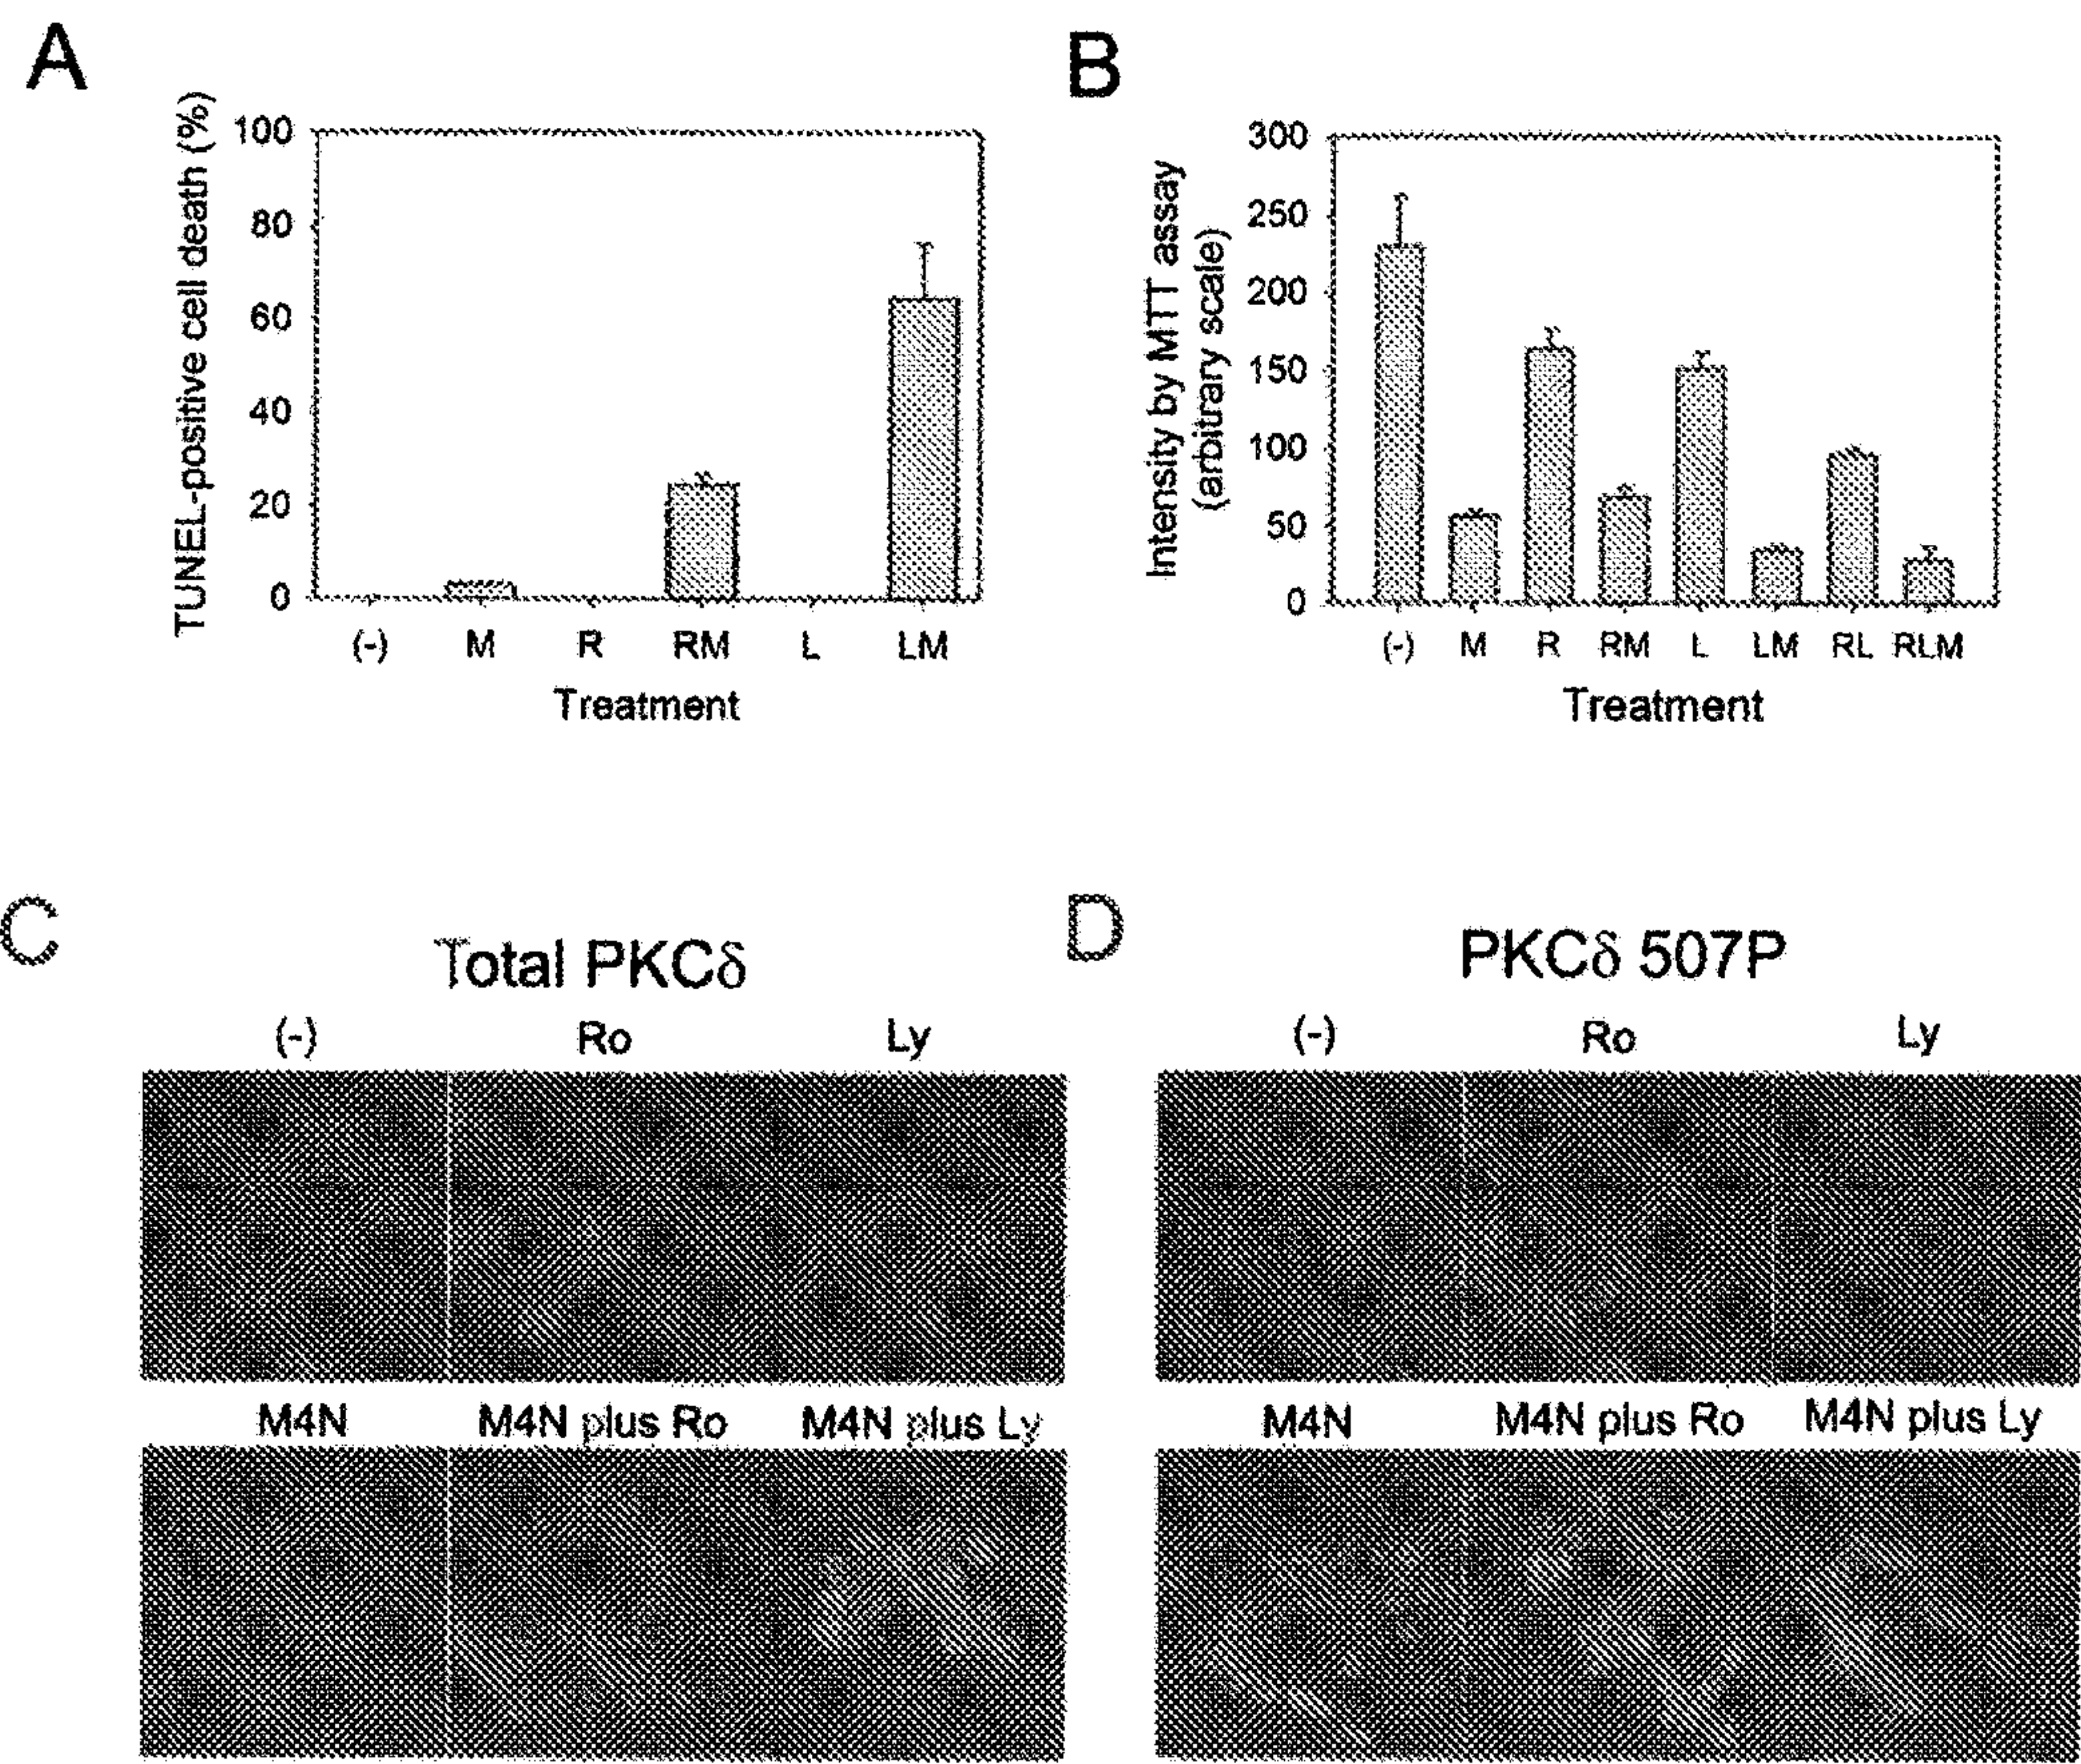 A
TUNEL-positive cell death (%)
100
80
60
40
20
0
(-) M R RM L LM
Treatment
B
Intensity by MTT assay
(arbitrary scale)
300
250
200
150
100
50
0
(-) M R RM L LM RL RLM
Treatment
C
Total PKCδ
(-) Ro Ly
M4N M4N plus Ro M4N plus Ly
D
PKCδ 507P
(-) Ro Ly
M4N M4N plus Ro M4N plus Ly